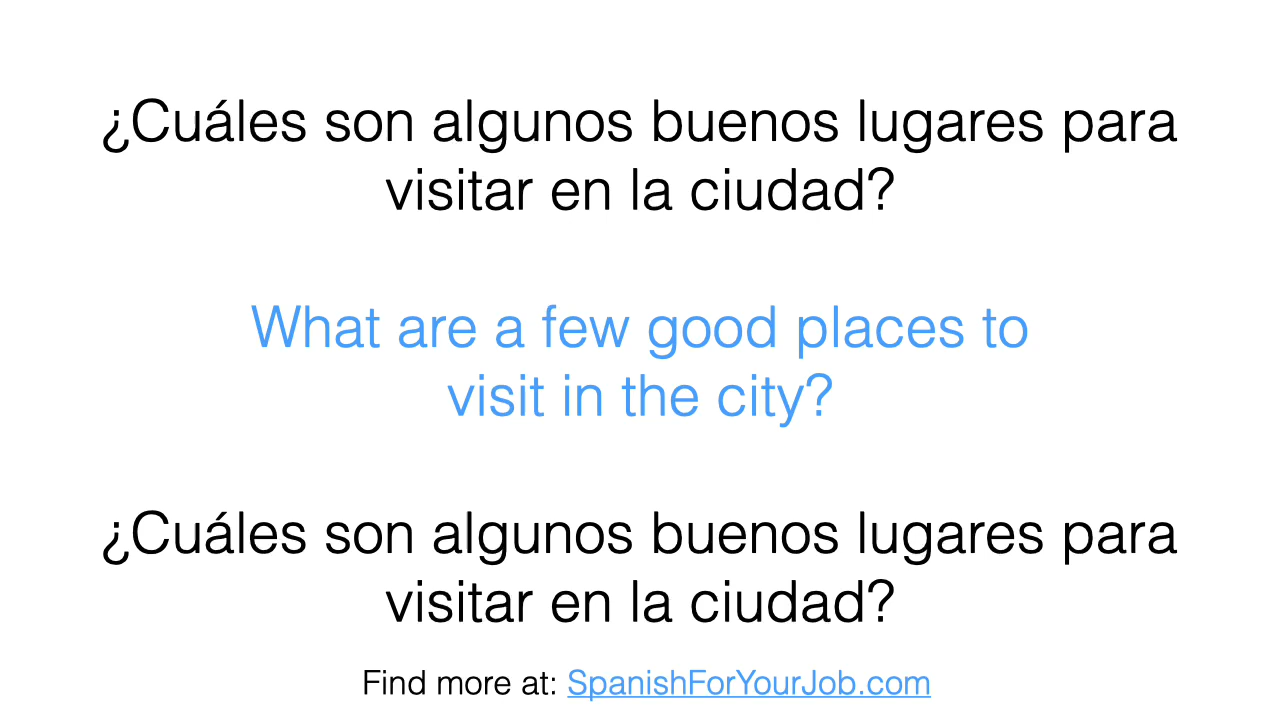 ¿Cuáles son algunos buenos lugares para
visitar en la ciudad?
What are a few good places to
visit in the city?
¿Cuáles son algunos buenos lugares para
visitar en la ciudad?
Find more at: SpanishForYourJob.com